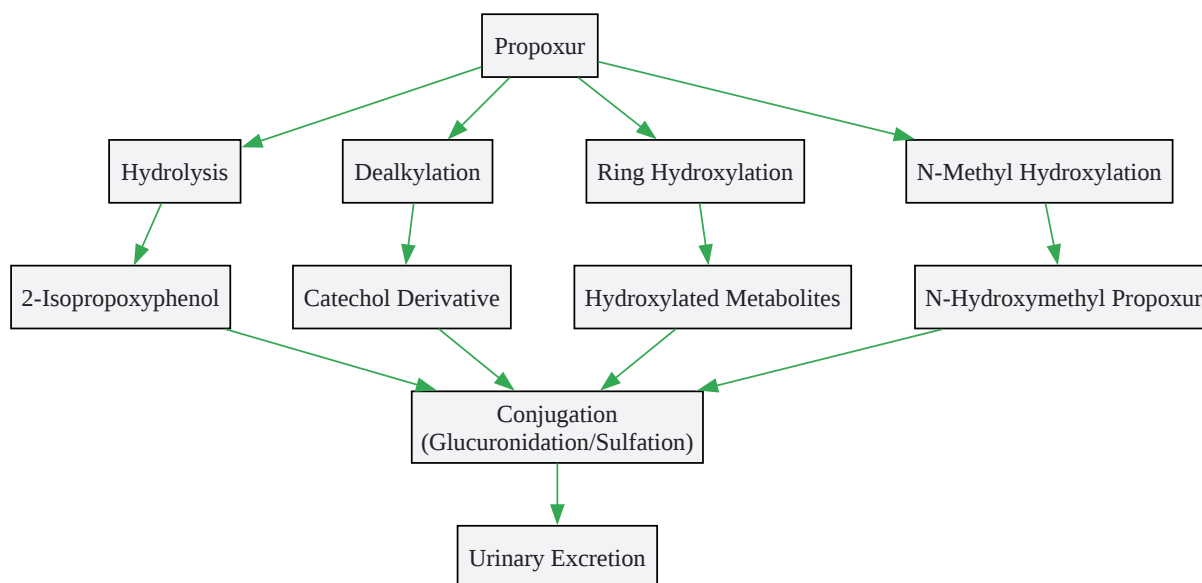 Propoxur
Hydrolysis
Dealkylation
Ring Hydroxylation
N-Methyl Hydroxylation
2-Isopropoxyphenol
Catechol Derivative
Hydroxylated Metabolites
N-Hydroxymethyl Propoxur
Conjugation
(Glucuronidation/Sulfation)
Urinary Excretion